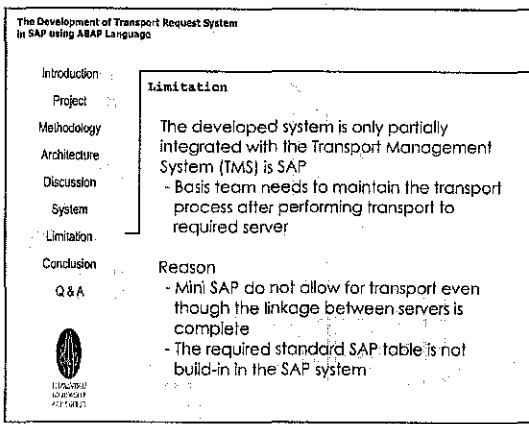 The Development of Transport Request System
in SAP using ABAP Language
Introduction
Project
Methodology
Architecture
Discussion
System
Limitation
Conclusion
Q & A
Limitation
The developed system is only partially
integrated with the Transport Management
System (TMS) is SAP
- Basis team needs to maintain the transport
process after performing transport to
required server
Reason
- Mini SAP do not allow for transport even
though the linkage between servers is
complete
- The required standard SAP table is not
build-in in the SAP system